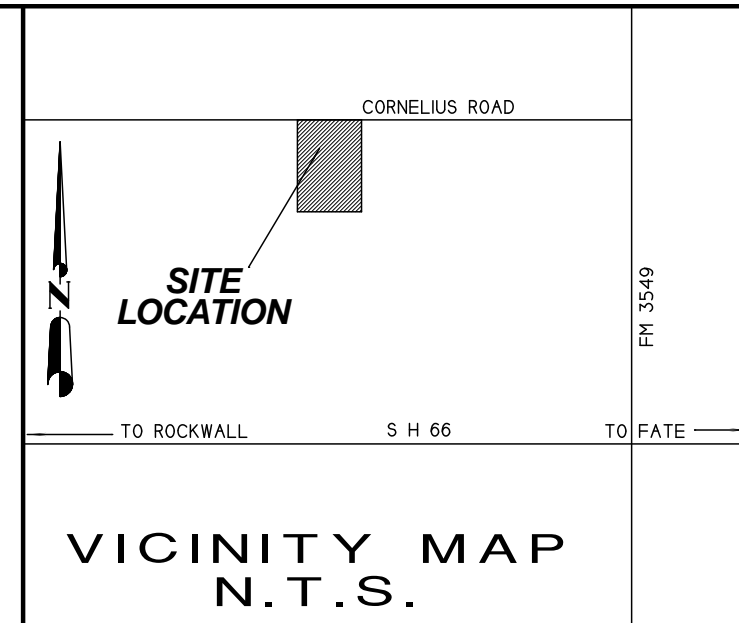 CORNELIUS ROAD
SITE
LOCATION
N
FM 3549
TO ROCKWALL
S H 66
TO FATE
VICINITY MAP
N.T.S.